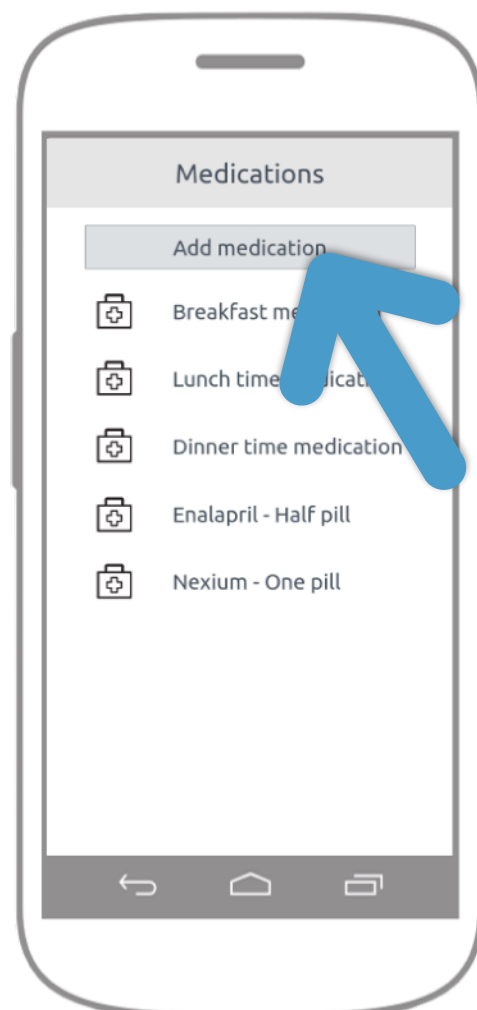 Medications
Add medication
Breakfast
Lunch time
Dinner time medication
Enalapril - Half pill
Nexium - One pill